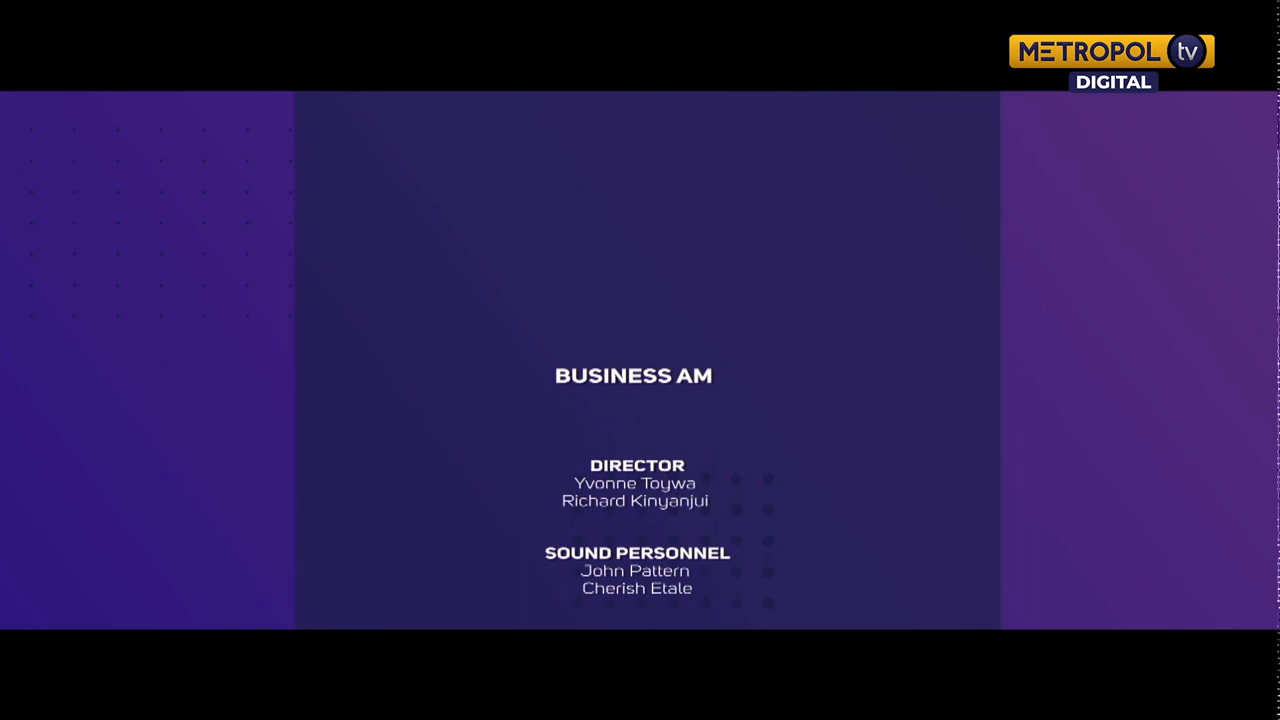 METROPOL tv
DIGITAL
BUSINESS AM
DIRECTOR
Yvonne Toywa
Richard Kinyanjui
SOUND PERSONNEL
John Pattern
Cherish Etale